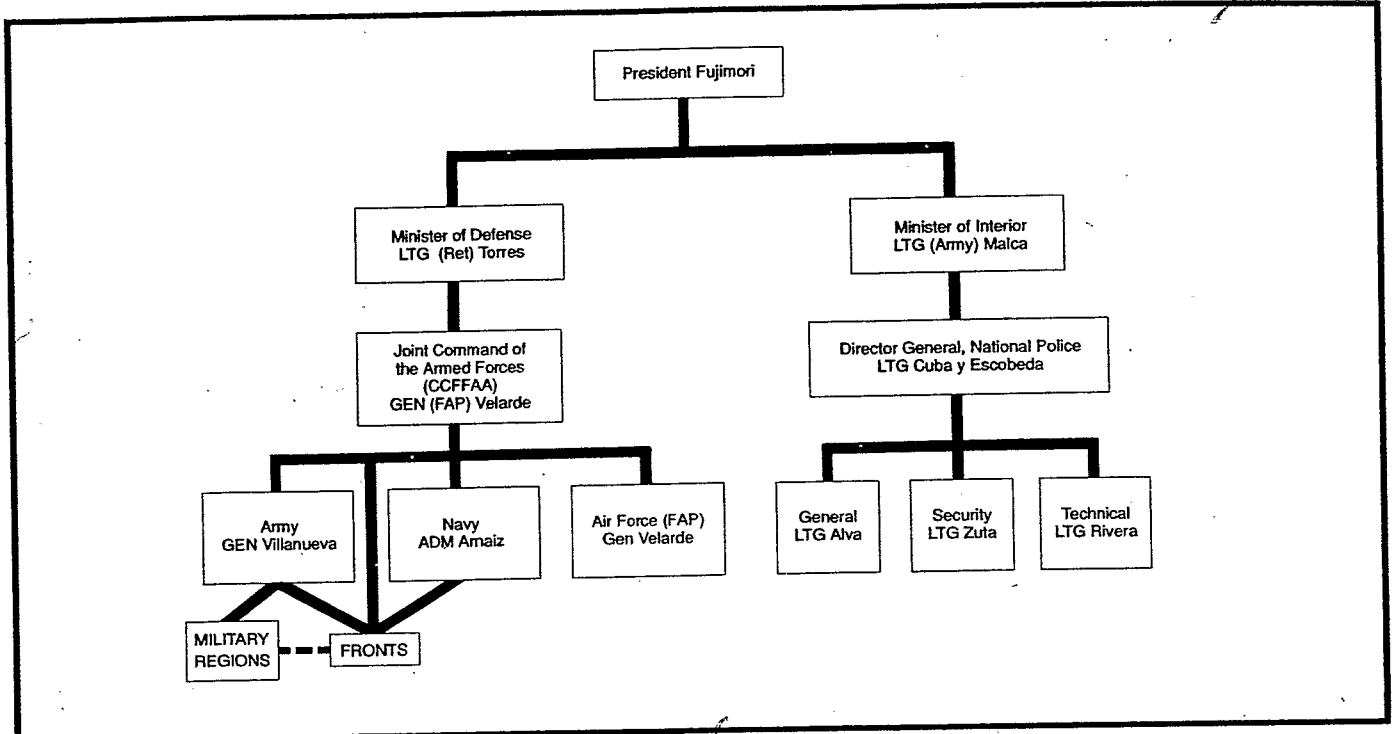 President Fujimori
Minister of Defense
LTG (Ret) Torres
Minister of Interior
LTG (Army) Malca
Joint Command of
the Armed Forces
(CCFFAA)
GEN (FAP) Velarde
Director General, National Police
LTG Cuba y Escobeda
Army
GEN Villanueva
Navy
ADM Arnaiz
Air Force (FAP)
Gen Velarde
General
LTG Alva
Security
LTG Zuta
Technical
LTG Rivera
MILITARY
REGIONS
FRONTS